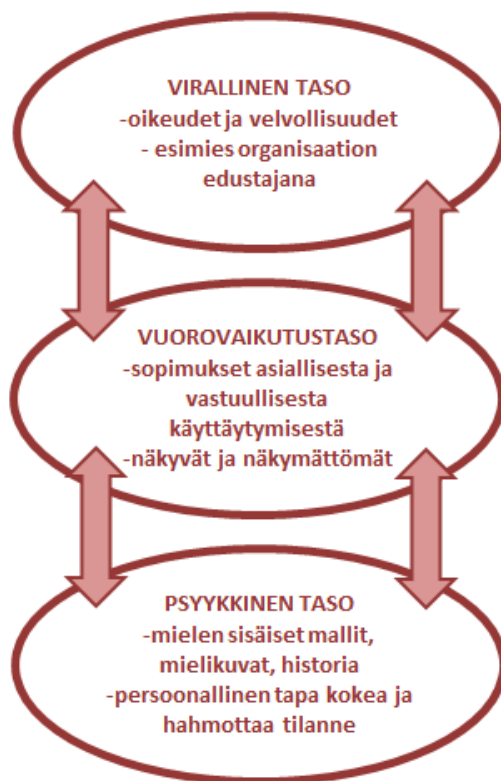 VIRALLINEN TASO
-oikeudet ja velvollisuudet
- esimies organisaation
edustajana
VUOROVAIKUTUSTASO
-sopimukset asiallisesta ja
vastuullisesta
käyttäytymisestä
-näkyvät ja näkymättömät
PSYYKKINEN TASO
-mielen sisäiset mallit,
mielikuvat, historia
-persoonallinen tapa kokea ja
hahmottaa tilanne